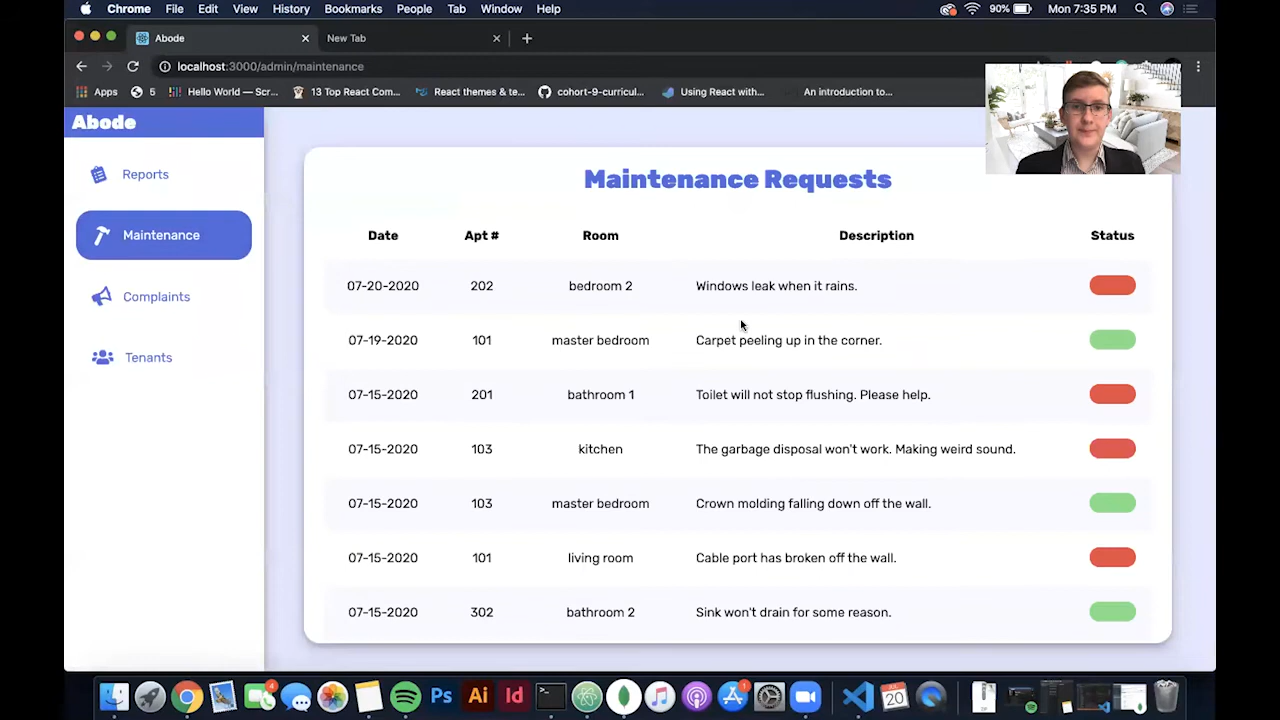 Chrome File Edit View History Bookmarks People Tab Window Help 90% Mon 7:35 PM
Abode New Tab
localhost:3000/admin/maintenance
Apps 5 Hello World — Scr... 13 Top React Com... React themes & te... cohort-9-curricul... Using React with... An introduction to...
Abode
Reports
Maintenance
Complaints
Tenants
Maintenance Requests
Date Apt # Room Description Status
07-20-2020 202 bedroom 2 Windows leak when it rains.
07-19-2020 101 master bedroom Carpet peeling up in the corner.
07-15-2020 201 bathroom 1 Toilet will not stop flushing. Please help.
07-15-2020 103 kitchen The garbage disposal won't work. Making weird sound.
07-15-2020 103 master bedroom Crown molding falling down off the wall.
07-15-2020 101 living room Cable port has broken off the wall.
07-15-2020 302 bathroom 2 Sink won't drain for some reason.
4 Ps Ai Id 1 JUL 20